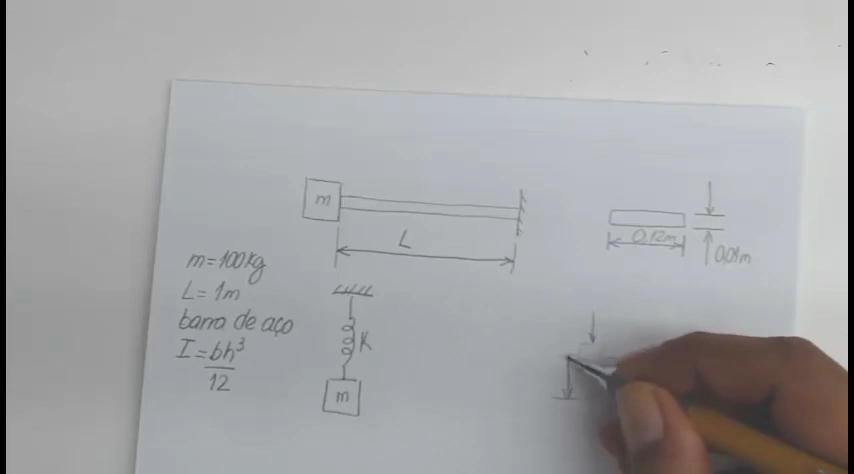 m
L
0,12m
0,01m
m=100kg
L=1m
barra de aço
I=bh³
12
K
m